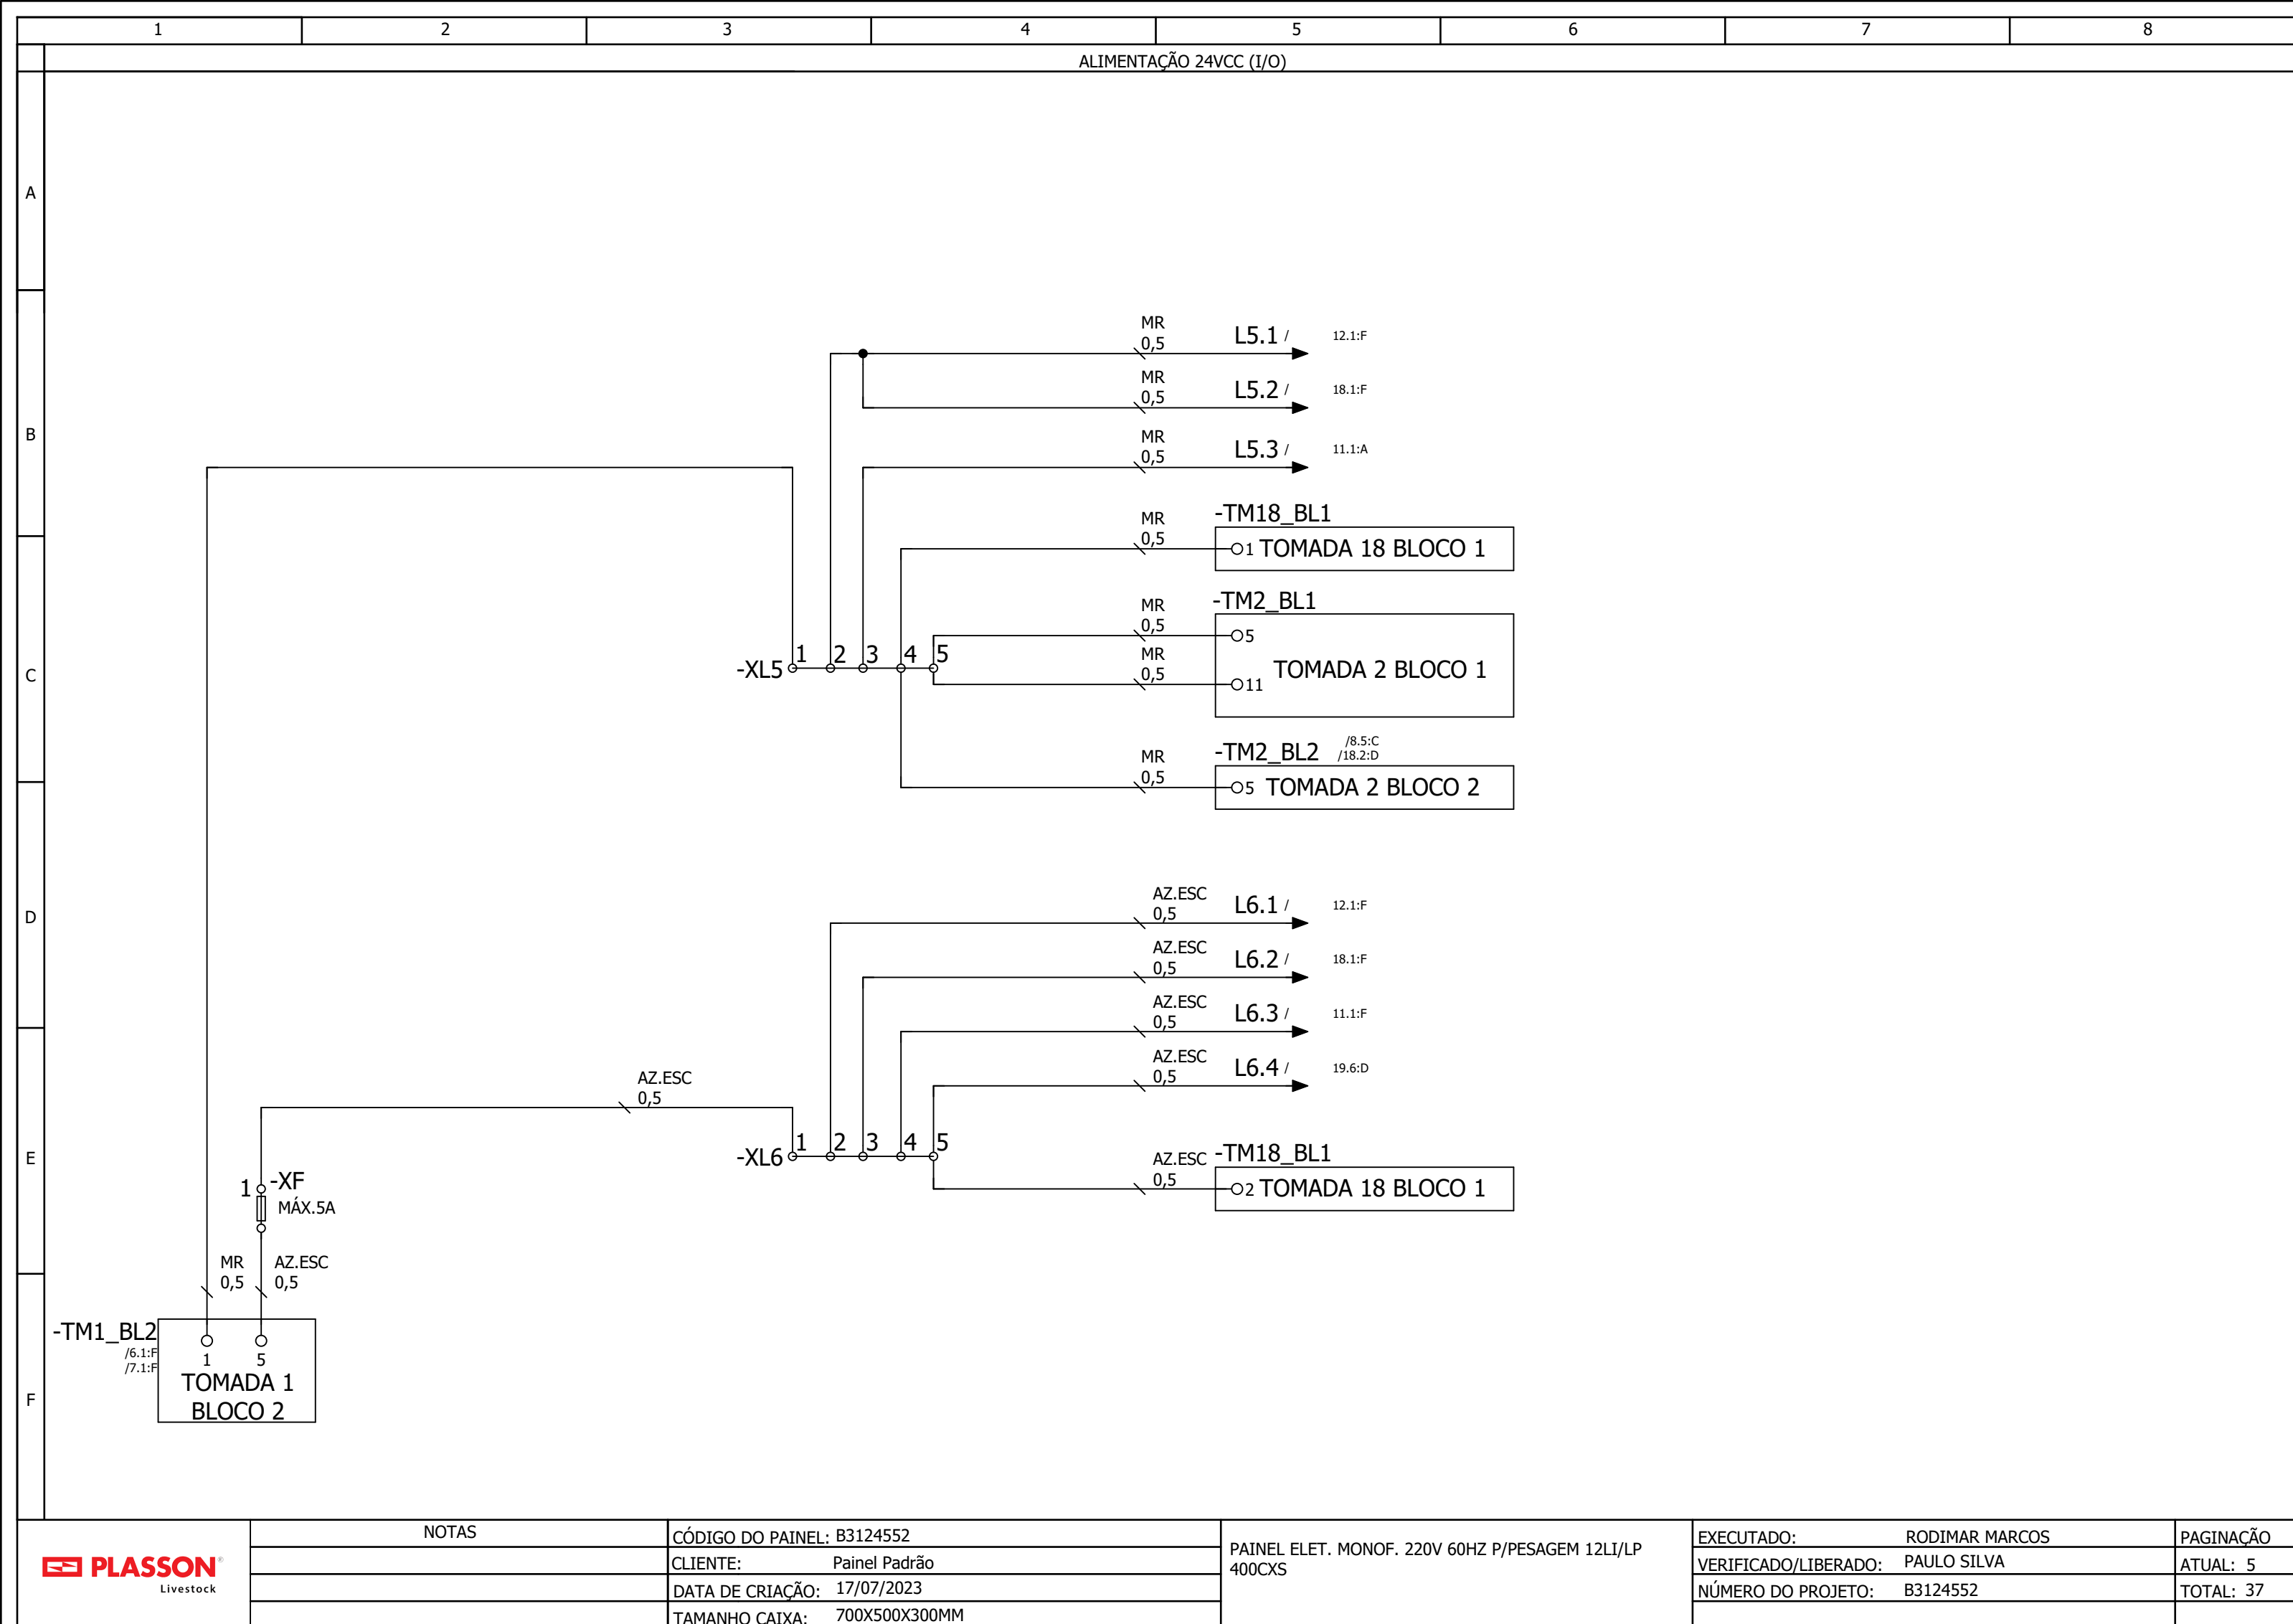 1 2 3 4 5 6 7 8
ALIMENTAÇÃO 24VCC (I/O)
A
B
C
D
E
F
MR
0,5
L5.1 / 12.1:F
MR
0,5
L5.2 / 18.1:F
MR
0,5
L5.3 / 11.1:A
-TM18_BL1
MR
0,5
1 TOMADA 18 BLOCO 1
-TM2_BL1
MR
0,5
5
MR
0,5
11
TOMADA 2 BLOCO 1
-XL5 1 2 3 4 5
-TM2_BL2 /8.5:C
/18.2:D
MR
0,5
5 TOMADA 2 BLOCO 2
AZ.ESC
0,5
L6.1 / 12.1:F
AZ.ESC
0,5
L6.2 / 18.1:F
AZ.ESC
0,5
L6.3 / 11.1:F
AZ.ESC
0,5
L6.4 / 19.6:D
AZ.ESC
0,5
-XL6 1 2 3 4 5
-TM18_BL1
AZ.ESC
0,5
2 TOMADA 18 BLOCO 1
1 -XF
MÁX.5A
MR
0,5
AZ.ESC
0,5
-TM1_BL2
/6.1:F
/7.1:F
1 5
TOMADA 1
BLOCO 2
PLASSON®
Livestock
NOTAS
CÓDIGO DO PAINEL: B3124552
CLIENTE: Painel Padrão
DATA DE CRIAÇÃO: 17/07/2023
TAMANHO CAIXA: 700X500X300MM
PAINEL ELET. MONOF. 220V 60HZ P/PESAGEM 12LI/LP
400CXS
EXECUTADO: RODIMAR MARCOS
VERIFICADO/LIBERADO: PAULO SILVA
NÚMERO DO PROJETO: B3124552
PAGINAÇÃO
ATUAL: 5
TOTAL: 37